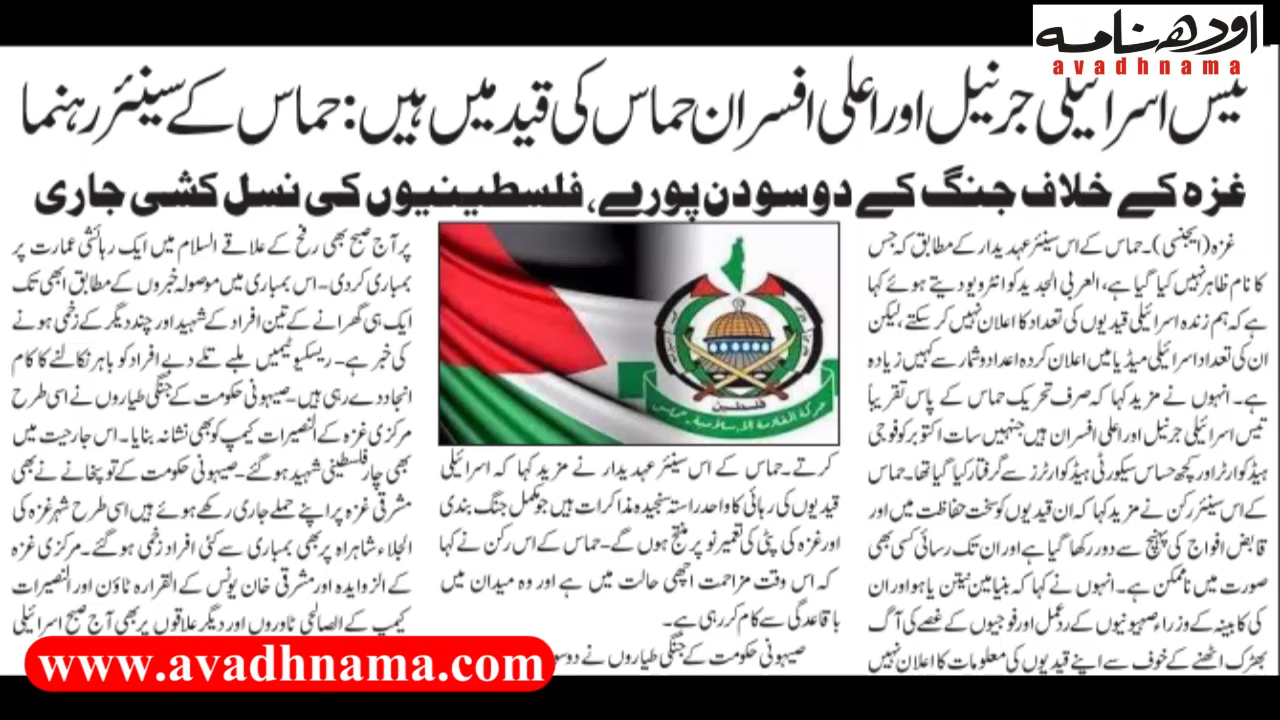 اودھ نامہ
avadhnama
تیس اسرائیلی جرنیل اور اعلی افسران حماس کی قید میں ہیں: حماس کے سینئر رہنما
غزہ کے خلاف جنگ کے دو سو دن پورے، فلسطینیوں کی نسل کشی جاری
غزہ (ایجنسی)۔ حماس کے اس سینئر عہدیدار کے مطابق کہ جس
کا نام ظاہر نہیں کیا گیا ہے، العربی الجدید کو انٹرویو دیتے ہوئے کہا
ہے کہ ہم زندہ اسرائیلی قیدیوں کی تعداد کا اعلان نہیں کر سکتے، لیکن
ان کی تعداد اسرائیلی میڈیا میں اعلان کردہ اعداد و شمار سے کہیں زیادہ
ہے۔ انہوں نے مزید کہا کہ صرف تحریک حماس کے پاس تقریباً
تیس اسرائیلی جرنیل اور اعلی افسران ہیں جنہیں سات اکتوبر کو فوجی
ہیڈ کوارٹر اور کچھ حساس سیکورٹی ہیڈ کوارٹرز سے گرفتار کیا گیا تھا۔ حماس
کے اس سینئر رکن نے مزید کہا کہ ان قیدیوں کو سخت حفاظت میں اور
قابض افواج کی پہنچ سے دور رکھا گیا ہے اور ان تک رسائی کسی بھی
صورت میں ناممکن ہے۔ انہوں نے کہا کہ بنیامین نیتن یاہو اور ان
کی کابینہ کے وزراء صہیونیوں کے ردعمل اور فوجیوں کے غصے کی آگ
بھڑک اٹھنے کے خوف سے اپنے قیدیوں کی معلومات کا اعلان نہیں
فلسطین
حركة المقاومة الإسلامية - حماس
کرتے۔ حماس کے اس سینئر عہدیدار نے مزید کہا کہ اسرائیلی
قیدیوں کی رہائی کا واحد راستہ سنجیدہ مذاکرات ہیں جو مکمل جنگ بندی
اور غزہ کی پٹی کی تعمیر نو پر منتج ہوں گے۔ حماس کے اس رکن نے کہا
کہ اس وقت مزاحمت اچھی حالت میں ہے اور وہ میدان میں
باقاعدگی سے کام کر رہی ہے۔
صیہونی حکومت کے جنگی طیاروں نے دوسو
پر آج صبح بھی رفح کے علاقے السلام میں ایک رہائشی عمارت پر
بمباری کر دی۔ اس بمباری میں موصولہ خبروں کے مطابق ابھی تک
ایک ہی گھرانے کے تین افراد کے شہید اور چند دیگر کے زخمی ہونے
کی خبر ہے۔ ریسکیو ٹیمیں ملبے تلے دبے افراد کو باہر نکالنے کا کام
انجاد دے رہی ہیں۔ صیہونی حکومت کے جنگی طیاروں نے اسی طرح
مرکزی غزہ کے النصیرات کیمپ کو بھی نشانہ بنایا۔ اس جارحیت میں
بھی چار فلسطینی شہید ہو گئے۔ صیہونی حکومت کے توپخانے نے بھی
مشرقی غزہ پر اپنے حملے جاری رکھے ہوئے ہیں اسی طرح شہر غزہ کی
الجلاء شاہراہ پر بھی بمباری سے کئی افراد زخمی ہو گئے۔ مرکزی غزہ
کے الزوایدہ اور مشرقی خان یونس کے القرارہ ٹاؤن اور النصیرات
کیمپ کے الصالحی ٹاوروں اور دیگر علاقوں پر بھی آج صبح اسرائیلی
www.avadhnama.com